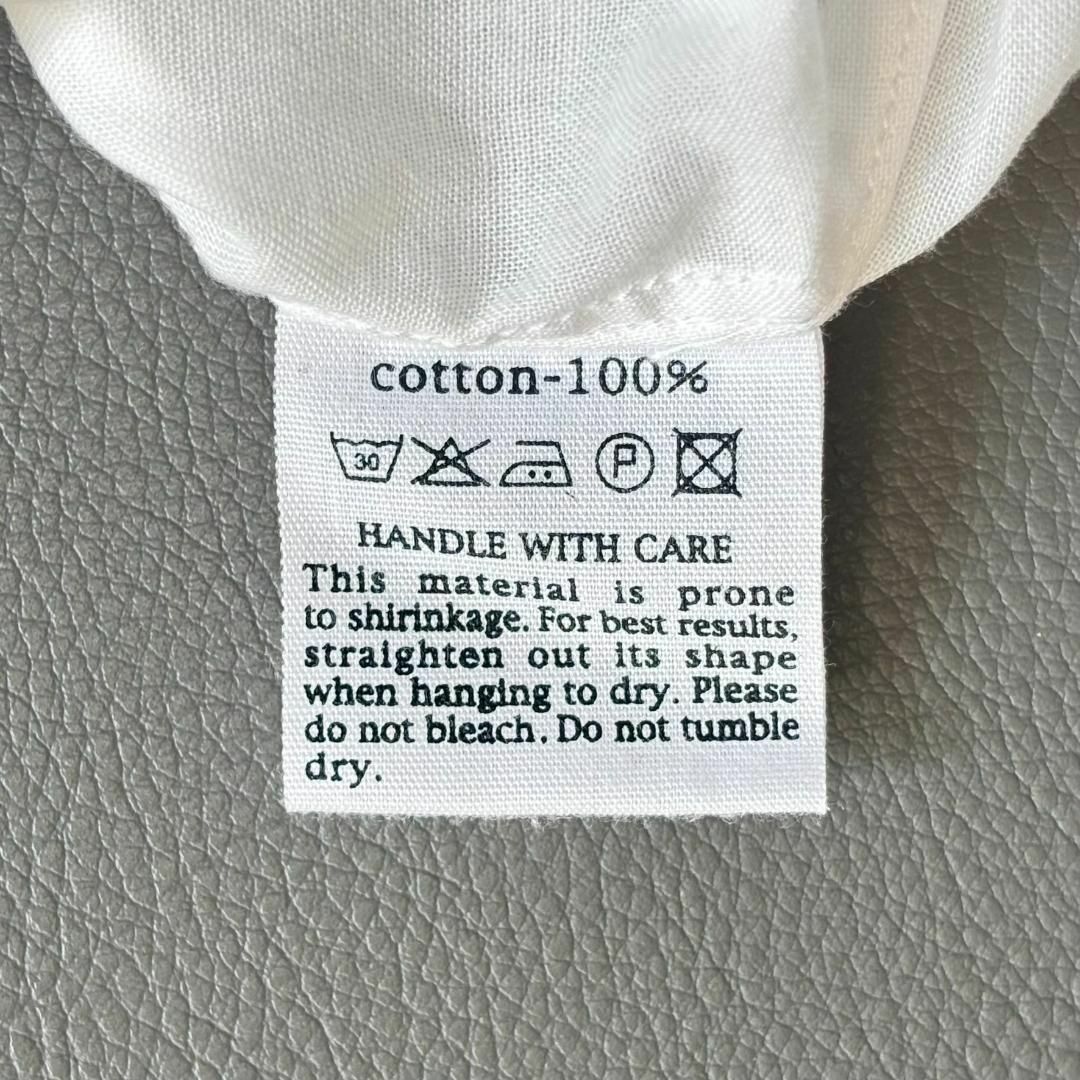 cotton-100%
30 P
HANDLE WITH CARE
This material is prone
to shirinkage. For best results,
straighten out its shape
when hanging to dry. Please
do not bleach. Do not tumble
dry.